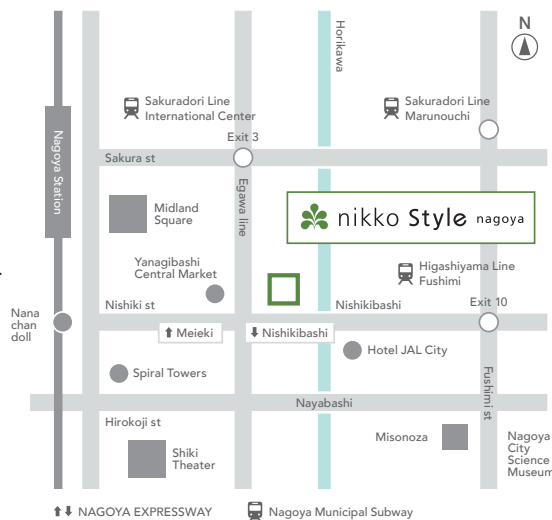 N
Horikawa
Sakuradori Line
International Center
Sakuradori Line
Marunouchi
Exit 3
Sakura st
Nagoya Station
Egawa line
Midland
Square
nikko Style nagoya
Yanagibashi
Central Market
Higashiyama Line
Fushimi
Nishiki st
Nishikibashi
Exit 10
Nana
chan
doll
⬆ Meieki
⬇ Nishikibashi
Hotel JAL City
Spiral Towers
Fushimi st
Nayabashi
Hirokoji st
Misonoza
Nagoya
City
Science
Museum
Shiki
Theater
⬆⬇ NAGOYA EXPRESSWAY
Nagoya Municipal Subway